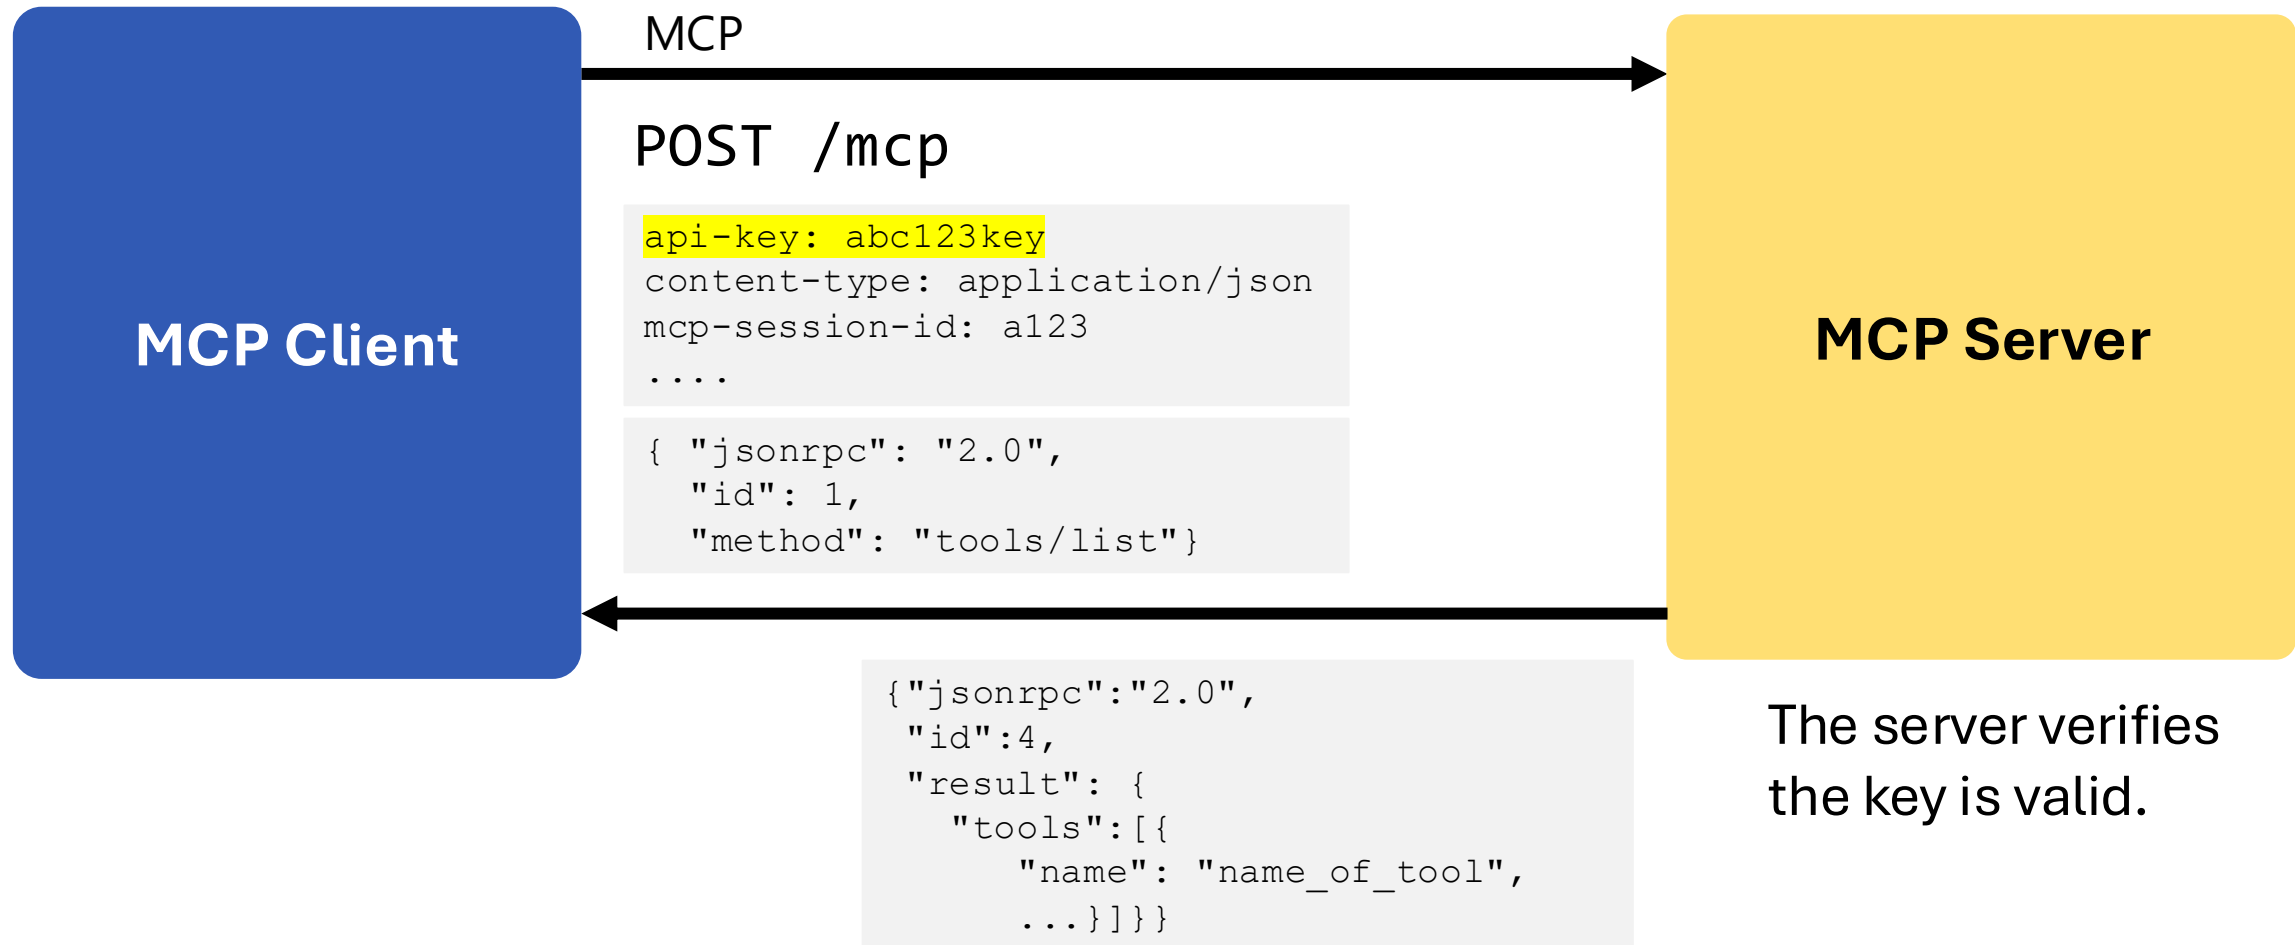 MCP
POST /mcp
api-key: abc123key
content-type: application/json
mcp-session-id: a123
....
{ "jsonrpc": "2.0",
"id": 1,
"method": "tools/list"}
MCP Client
MCP Server
{"jsonrpc":"2.0",
"id":4,
"result": {
"tools":[{
"name": "name_of_tool",
...}]}}
The server verifies
the key is valid.